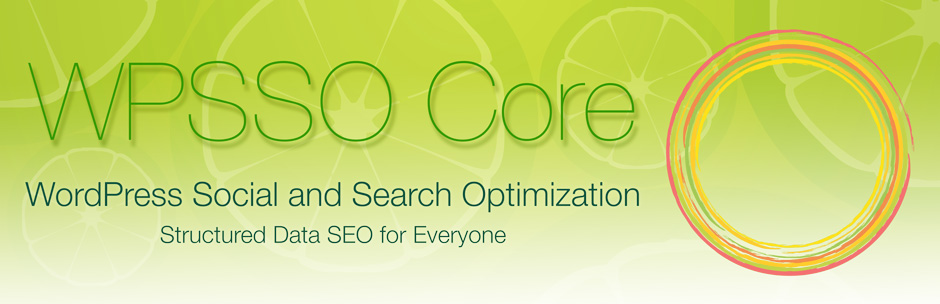 WPSSO Core
WordPress Social and Search Optimization
Structured Data SEO for Everyone